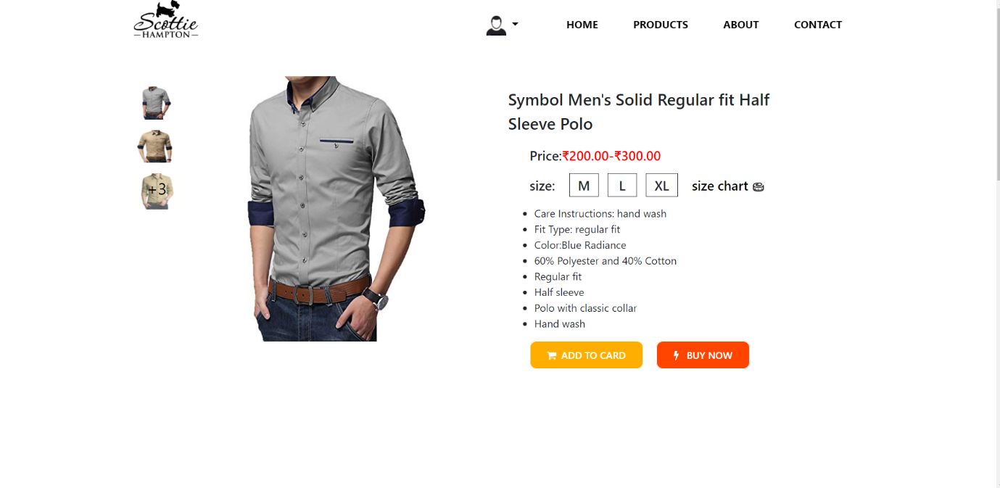 Scottie
HAMPTON
HOME PRODUCTS ABOUT CONTACT
+3
Symbol Men's Solid Regular fit Half
Sleeve Polo
Price:₹200.00-₹300.00
size: M L XL size chart
Care Instructions: hand wash
Fit Type: regular fit
Color:Blue Radiance
60% Polyester and 40% Cotton
Regular fit
Half sleeve
Polo with classic collar
Hand wash
ADD TO CARD BUY NOW